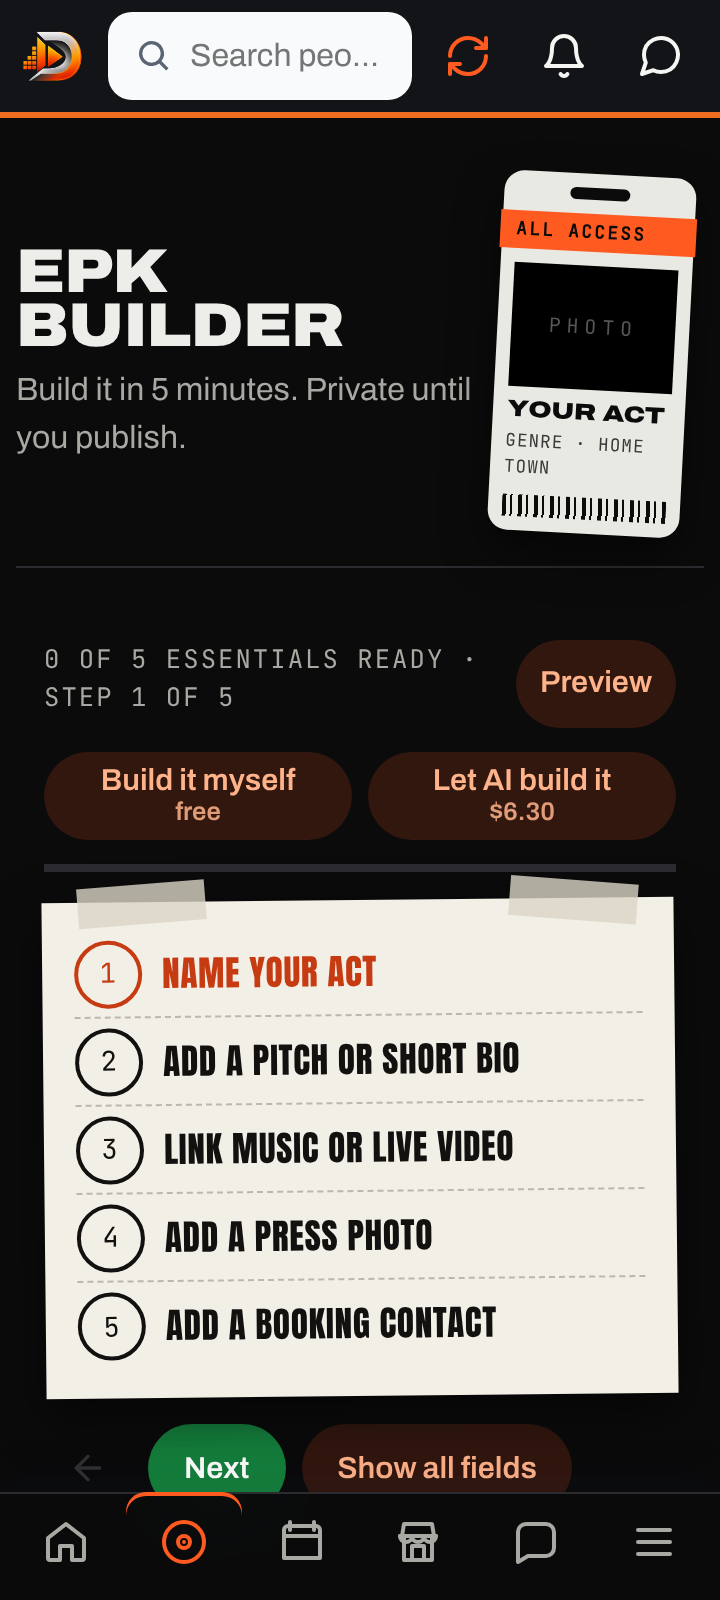 Search peo...
ALL ACCESS
PHOTO
YOUR ACT
GENRE · HOME
TOWN
EPK
BUILDER
Build it in 5 minutes. Private until
you publish.
0 OF 5 ESSENTIALS READY ·
STEP 1 OF 5
Preview
Build it myself
free
Let AI build it
$6.30
1 NAME YOUR ACT
2 ADD A PITCH OR SHORT BIO
3 LINK MUSIC OR LIVE VIDEO
4 ADD A PRESS PHOTO
5 ADD A BOOKING CONTACT
Next
Show all fields